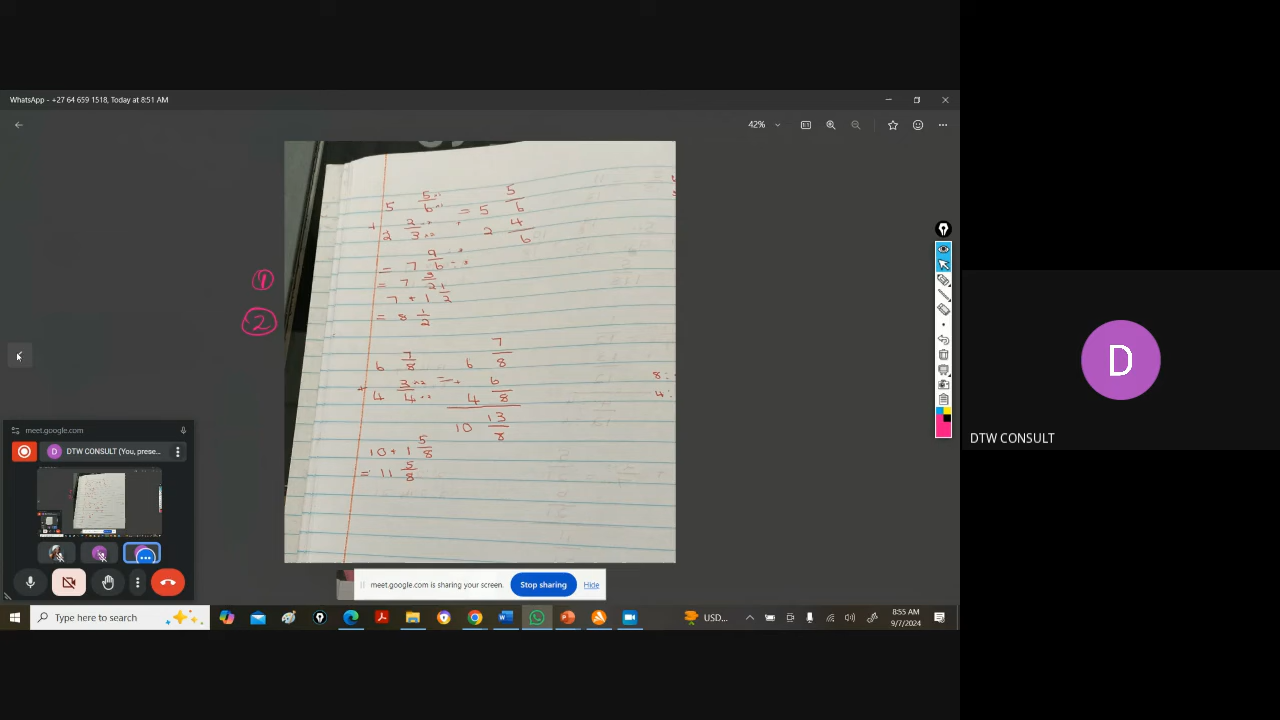 WhatsApp - +27 64 659 1518, Today at 8:51 AM
42%
5 5/6 = 5 5/6
+ 2 2/3 + 2 4/6
= 7 9/6
= 7 3/2
7 + 1 1/2
= 8 1/2
①
②
6 7/8 6 7/8
+ 4 3/4 = + 4 6/8
10 13/8
10 + 1 5/8
= 11 5/8
8:
4:
meet.google.com
DTW CONSULT (You, prese...
meet.google.com is sharing your screen.
Stop sharing
Hide
Type here to search
USD...
8:55 AM
9/7/2024
D
DTW CONSULT